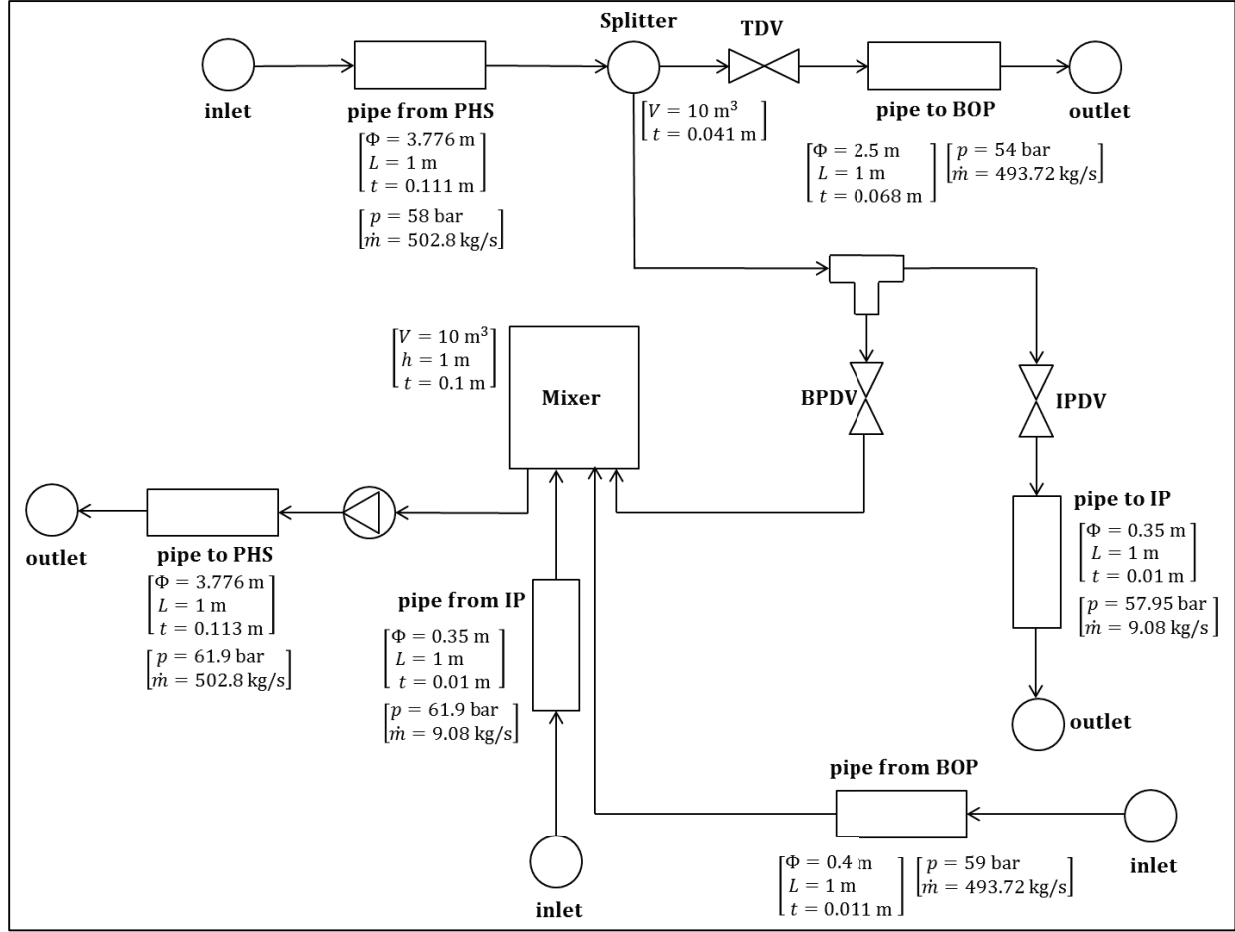 Splitter
TDV
inlet
pipe from PHS
Φ = 3.776 m
L = 1 m
t = 0.111 m
p = 58 bar
ṁ = 502.8 kg/s
V = 10 m³
t = 0.041 m
pipe to BOP
Φ = 2.5 m
L = 1 m
t = 0.068 m
p = 54 bar
ṁ = 493.72 kg/s
outlet
V = 10 m³
h = 1 m
t = 0.1 m
Mixer
BPDV
IPDV
outlet
pipe to PHS
Φ = 3.776 m
L = 1 m
t = 0.113 m
p = 61.9 bar
ṁ = 502.8 kg/s
pipe from IP
Φ = 0.35 m
L = 1 m
t = 0.01 m
p = 61.9 bar
ṁ = 9.08 kg/s
inlet
pipe to IP
Φ = 0.35 m
L = 1 m
t = 0.01 m
p = 57.95 bar
ṁ = 9.08 kg/s
outlet
pipe from BOP
Φ = 0.4 m
L = 1 m
t = 0.011 m
p = 59 bar
ṁ = 493.72 kg/s
inlet